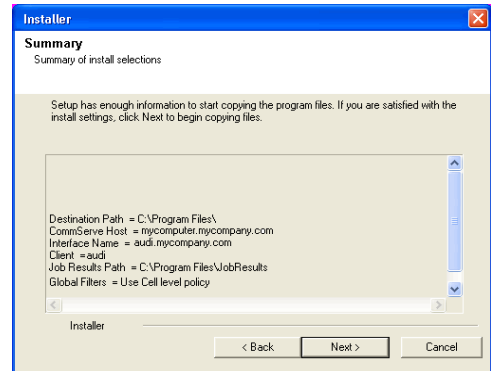 Installer
Summary
Summary of install selections
Setup has enough information to start copying the program files. If you are satisfied with the
install settings, click Next to begin copying files.
Destination Path = C:\Program Files\
CommServe Host = mycomputer.mycompany.com
Interface Name = audi.mycompany.com
Client =audi
Job Results Path = C:\Program Files\JobResults
Global Filters = Use Cell level policy
Installer
< Back Next > Cancel